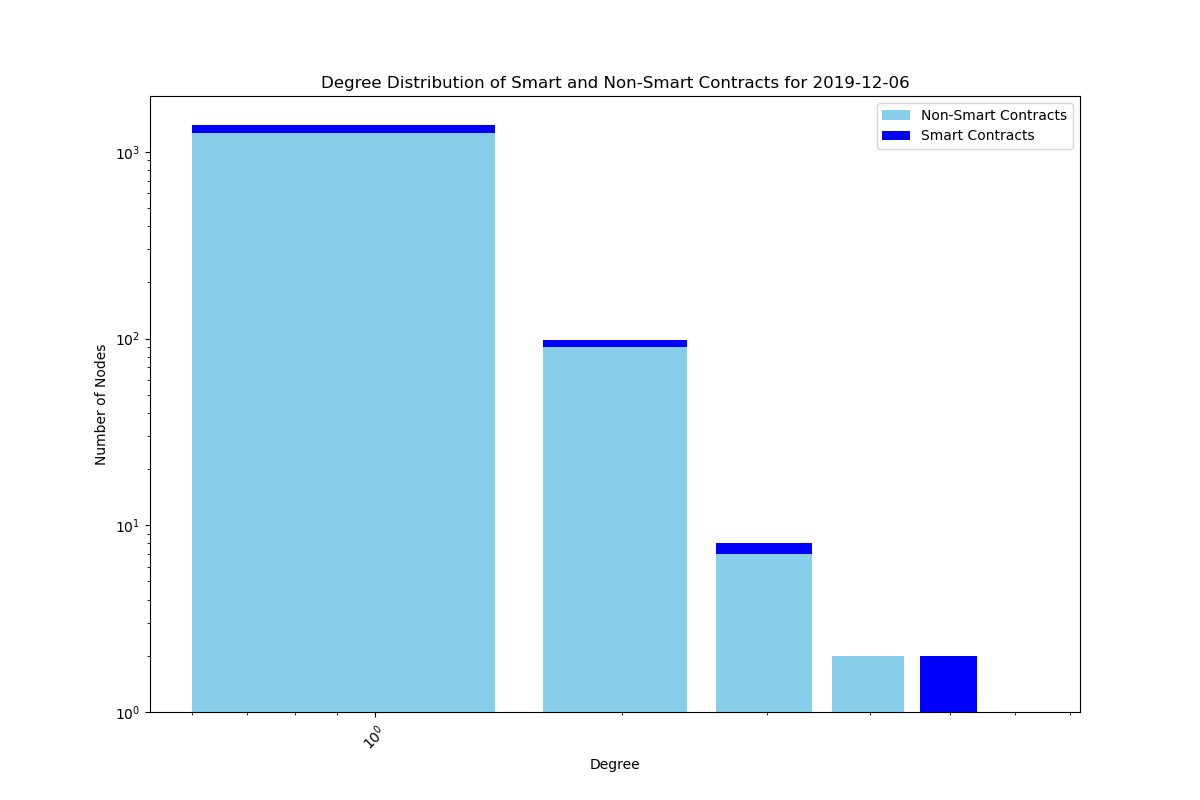 Degree Distribution of Smart and Non-Smart Contracts for 2019-12-06
Non-Smart Contracts
Smart Contracts
Number of Nodes
10³
10²
10¹
10⁰
10⁰
Degree